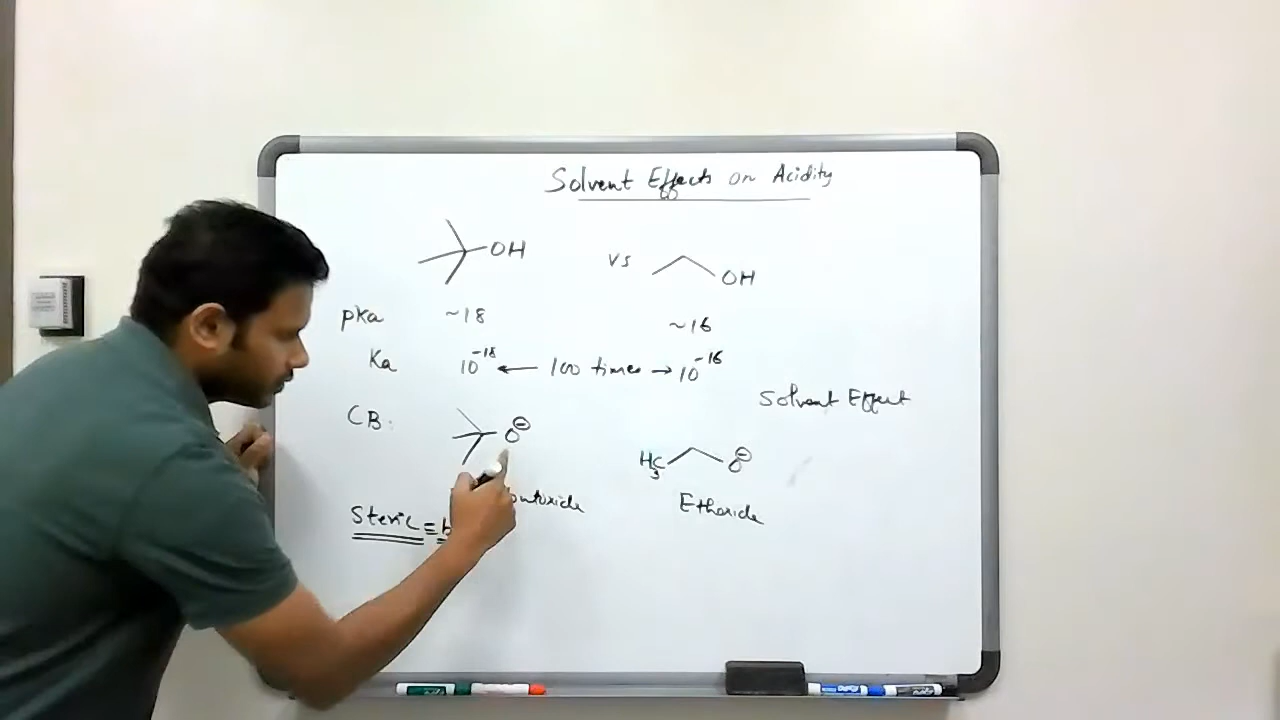 Solvent Effects on Acidity
OH vs OH
pKa ~18 ~16
Ka 10⁻¹⁸ ← 100 times → 10⁻¹⁶
Solvent Effect
CB: O⊖ H₃C O⊖
Ethoxide
Steric =